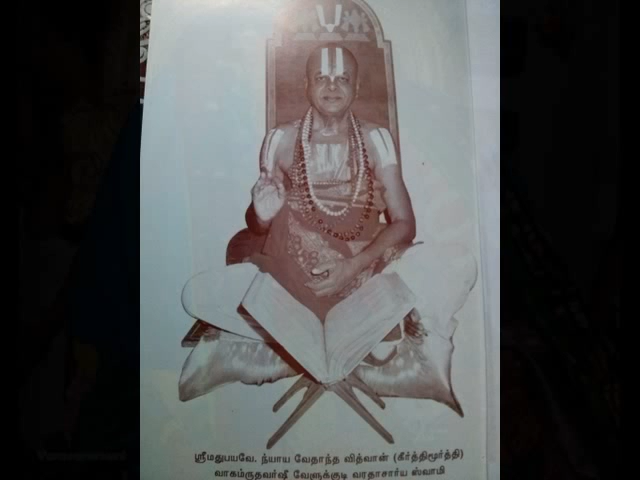 ஸ்ரீமதுபயவே. ந்யாய வேதாந்த வித்வான் (கீர்த்திமூர்த்தி)
வாகம்ருதவர்ஷீ வேளுக்குடி வரதாசார்ய ஸ்வாமி